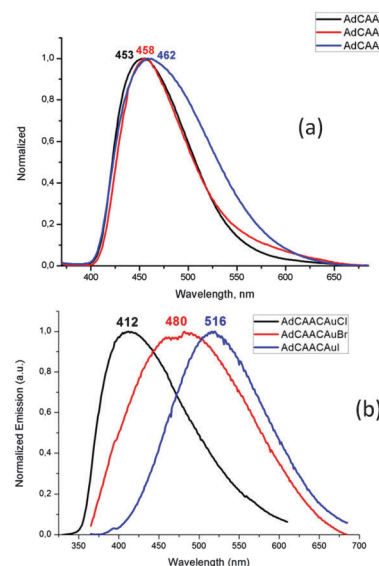 AdCAA
AdCAA
AdCAA
453 458 462
(a)
Normalized
1,0
0,8
0,6
0,4
0,2
0,0
400 450 500 550 600 650
Wavelength, nm
412 480 516
AdCAACAuCl
AdCAACAuBr
AdCAACAuI
(b)
Normalized Emission (a.u.)
1,0
0,8
0,6
0,4
0,2
0,0
350 400 450 500 550 600 650 700
Wavelength (nm)